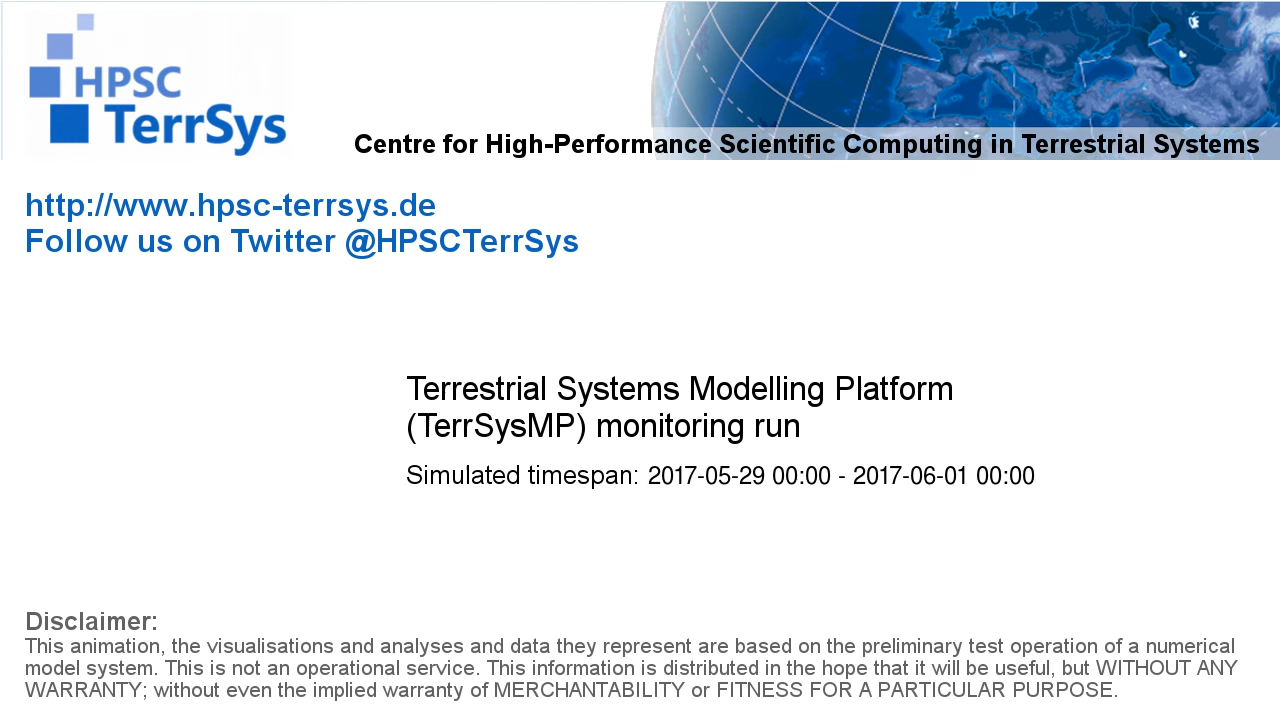 HPSC
TerrSys
Centre for High-Performance Scientific Computing in Terrestrial Systems
http://www.hpsc-terrsys.de
Follow us on Twitter @HPSCTerrSys
Terrestrial Systems Modelling Platform
(TerrSysMP) monitoring run
Simulated timespan: 2017-05-29 00:00 - 2017-06-01 00:00
Disclaimer:
This animation, the visualisations and analyses and data they represent are based on the preliminary test operation of a numerical
model system. This is not an operational service. This information is distributed in the hope that it will be useful, but WITHOUT ANY
WARRANTY; without even the implied warranty of MERCHANTABILITY or FITNESS FOR A PARTICULAR PURPOSE.